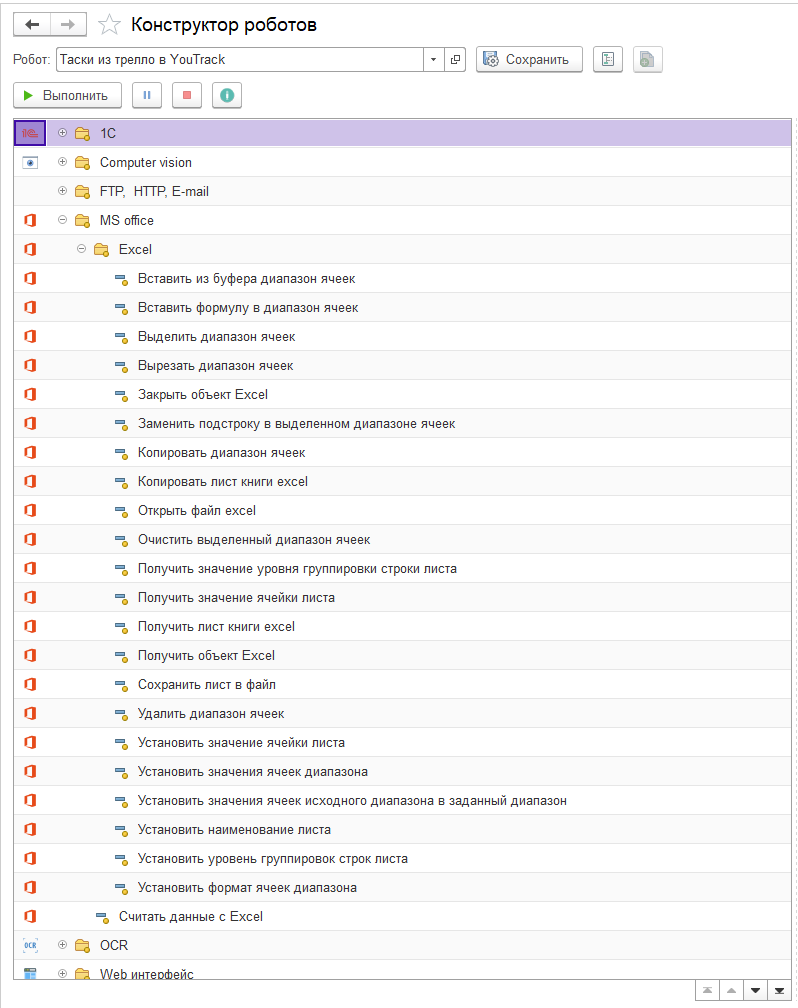 Конструктор роботов
Робот: Таски из трелло в YouTrack Сохранить
Выполнить
1С
Computer vision
FTP, HTTP, E-mail
MS office
Excel
Вставить из буфера диапазон ячеек
Вставить формулу в диапазон ячеек
Выделить диапазон ячеек
Вырезать диапазон ячеек
Закрыть объект Excel
Заменить подстроку в выделенном диапазоне ячеек
Копировать диапазон ячеек
Копировать лист книги excel
Открыть файл excel
Очистить выделенный диапазон ячеек
Получить значение уровня группировки строки листа
Получить значение ячейки листа
Получить лист книги excel
Получить объект Excel
Сохранить лист в файл
Удалить диапазон ячеек
Установить значение ячейки листа
Установить значения ячеек диапазона
Установить значения ячеек исходного диапазона в заданный диапазон
Установить наименование листа
Установить уровень группировок строк листа
Установить формат ячеек диапазона
Считать данные с Excel
OCR OCR
Web интерфейс